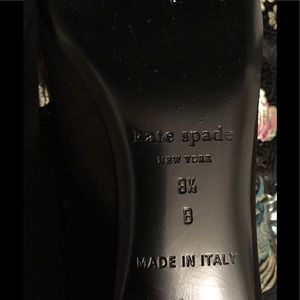 kate spade
NEW YORK
8½
B
MADE IN ITALY